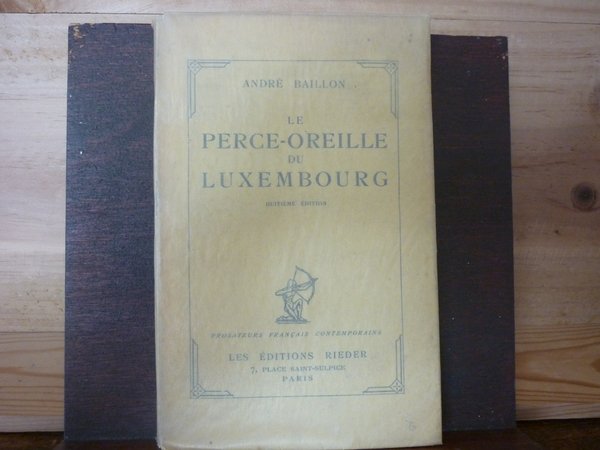 ANDRÉ BAILLON
LE
PERCE-OREILLE
DU
LUXEMBOURG
HUITIÈME ÉDITION
PROSATEURS FRANÇAIS CONTEMPORAINS
LES ÉDITIONS RIEDER
7, PLACE SAINT-SULPICE
PARIS